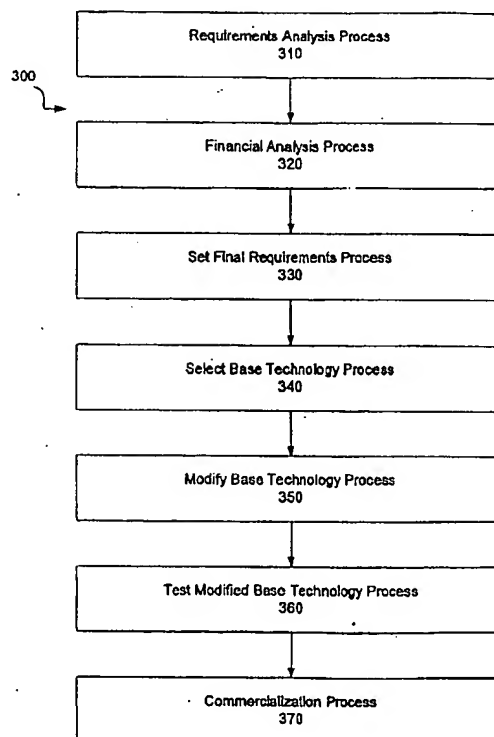 Requirements Analysis Process
310
300
Financial Analysis Process
320
Set Final Requirements Process
330
Select Base Technology Process
340
Modify Base Technology Process
350
Test Modified Base Technology Process
360
Commercialization Process
370